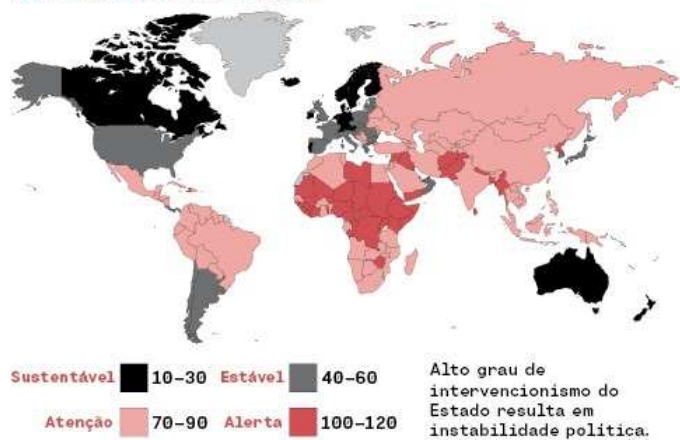 Sustentável 10-30 Estável 40-60
Atenção 70-90 Alerta 100-120
Alto grau de
intervencionismo do
Estado resulta em
instabilidade política.